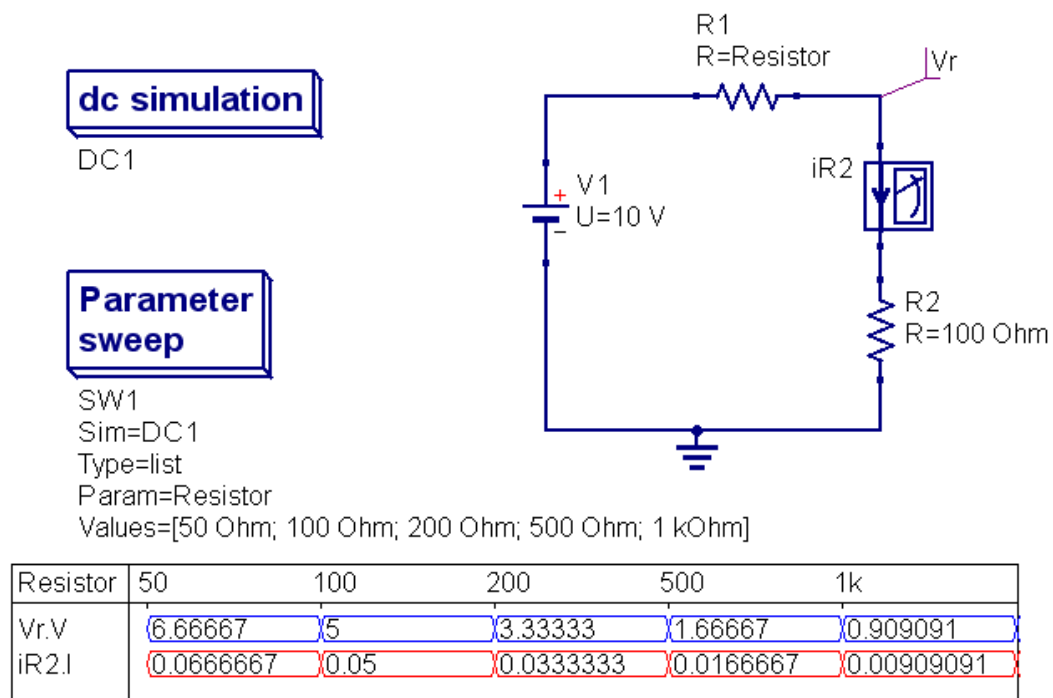 dc simulation
DC1
Parameter
sweep
SW1
Sim=DC1
Type=list
Param=Resistor
Values=[50 Ohm; 100 Ohm; 200 Ohm; 500 Ohm; 1 kOhm]
R1
R=Resistor
Vr
V1
U=10 V
iR2
R2
R=100 Ohm
Resistor 50 100 200 500 1k
Vr.V 6.66667 5 3.33333 1.66667 0.909091
iR2.I 0.0666667 0.05 0.0333333 0.0166667 0.00909091